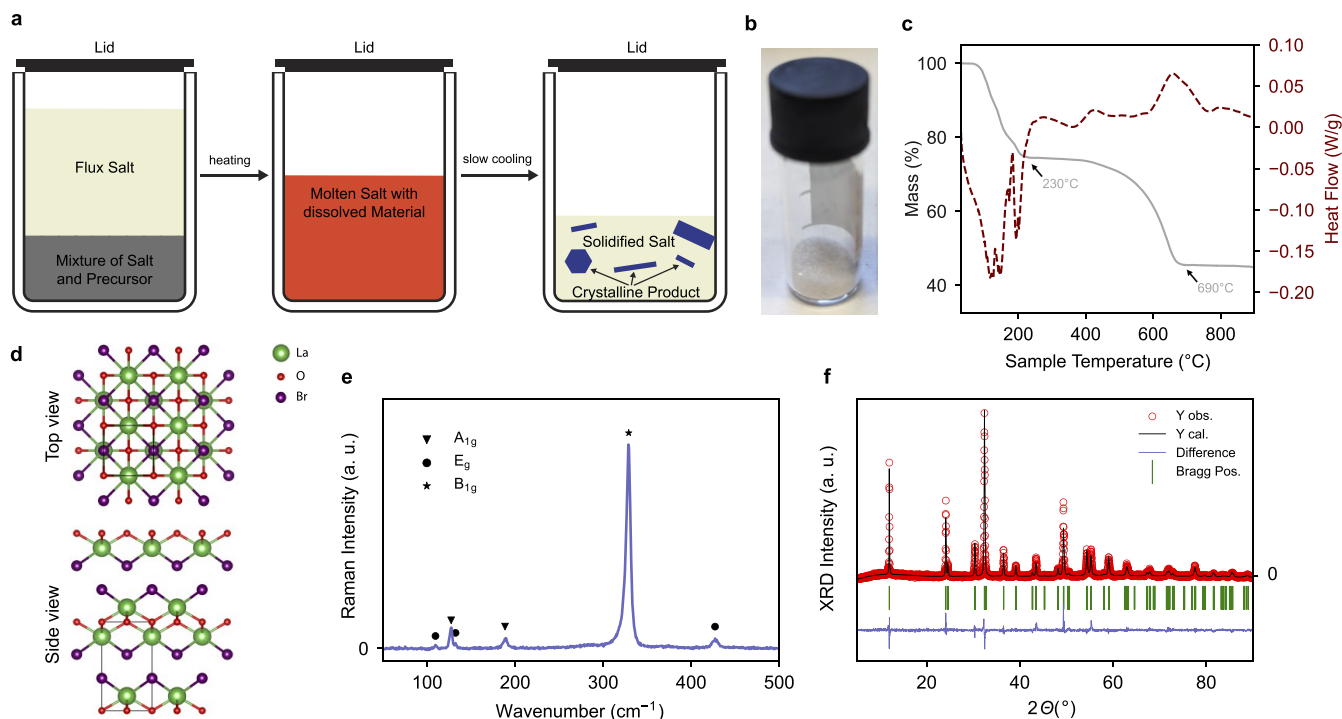 a
Lid
Flux Salt
Mixture of Salt
and Precursor
heating
Lid
Molten Salt with
dissolved Material
slow cooling
Lid
Solidified Salt
Crystalline Product
b
c
100
80
60
40
Mass (%)
200
400
600
800
Sample Temperature (°C)
0.10
0.05
0.00
−0.05
−0.10
−0.15
−0.20
Heat Flow (W/g)
230°C
690°C
d
Top view
Side view
La
O
Br
e
A1g
Eg
B1g
Raman Intensity (a. u.)
0
100
200
300
400
500
Wavenumber (cm−1)
f
Y obs.
Y cal.
Difference
Bragg Pos.
XRD Intensity (a. u.)
0
20
40
60
80
2Θ(°)